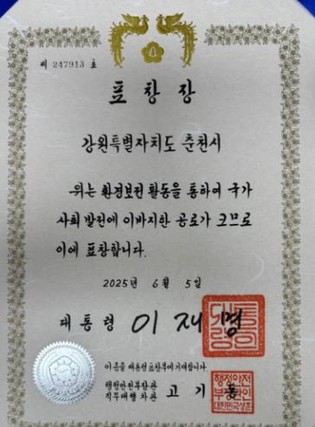 제 247913 호
표 창 장
강원특별자치도 춘천시
위는 환경보전 활동을 통하여 국가
사회 발전에 이바지한 공로가 크므로
이에 표창합니다.
2025년 6월 5일
대통령 이재명
이 증을 대통령 표창부에 기재합니다.
행정안전부장관
직무대행 차관 고기동